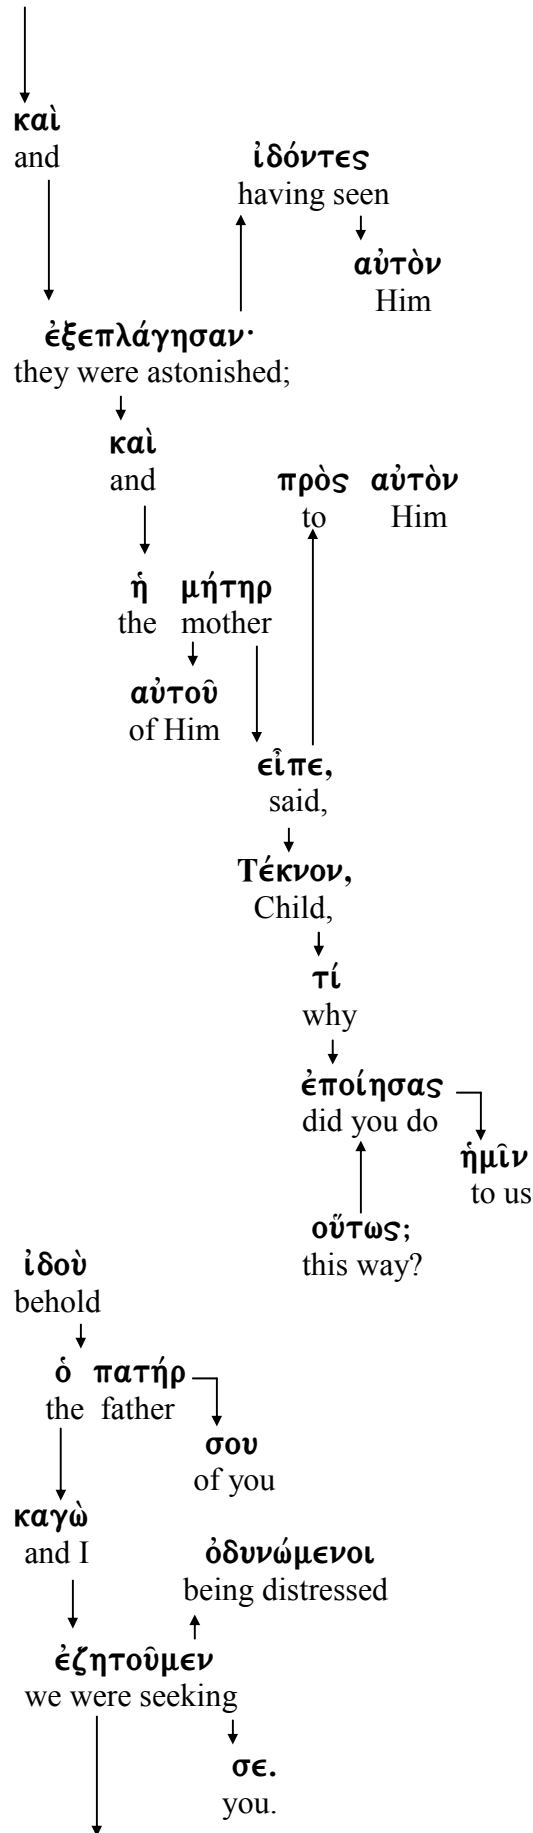 καὶ
and
ἰδόντες
having seen
αὐτὸν
Him
ἐξεπλάγησαν·
they were astonished;
καὶ
and
πρὸς αὐτὸν
to Him
ἡ μήτηρ
the mother
αὐτοῦ
of Him
εἶπε,
said,
Τέκνον,
Child,
τί
why
ἐποίησας
did you do
ἡμῖν
to us
οὕτως;
this way?
ἰδοὺ
behold
ὁ πατήρ
the father
σου
of you
καγὼ
and I
ὀδυνώμενοι
being distressed
ἐζητοῦμεν
we were seeking
σε.
you.